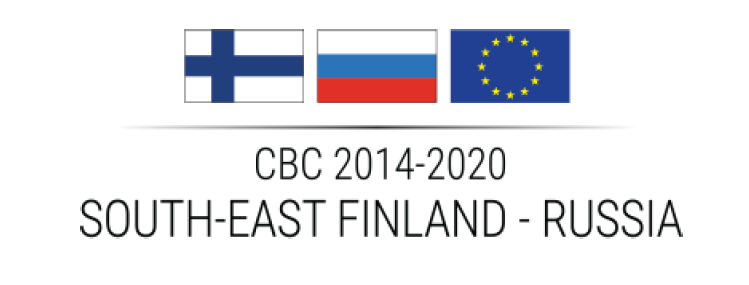 CBC 2014-2020
SOUTH-EAST FINLAND - RUSSIA